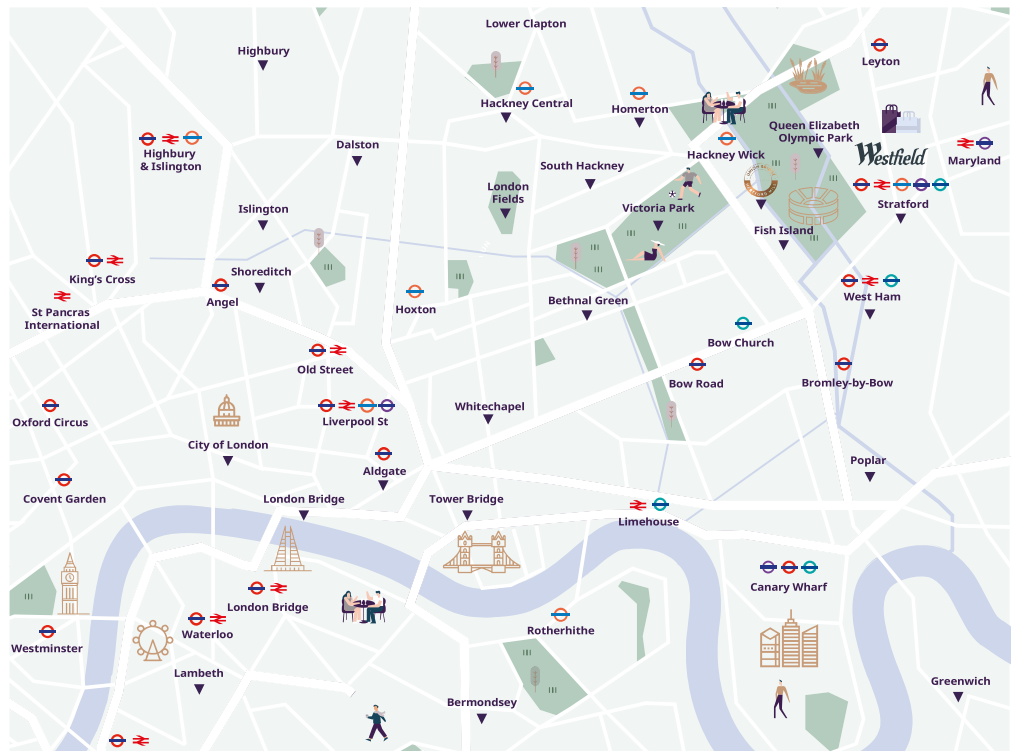 Lower Clapton
Highbury
Leyton
Hackney Central
Homerton
Queen Elizabeth
Olympic Park
Dalston
Highbury
& Islington
Hackney Wick
Westfield
Maryland
South Hackney
London
Fields
Stratford
Islington
Victoria Park
Fish Island
King's Cross
Shoreditch
Angel
St Pancras
International
Hoxton
Bethnal Green
West Ham
Bow Church
Old Street
Bow Road
Bromley-by-Bow
Oxford Circus
Liverpool St
Whitechapel
City of London
Aldgate
Poplar
Covent Garden
London Bridge
Tower Bridge
Limehouse
Canary Wharf
London Bridge
Waterloo
Rotherhithe
Westminster
Lambeth
Bermondsey
Greenwich